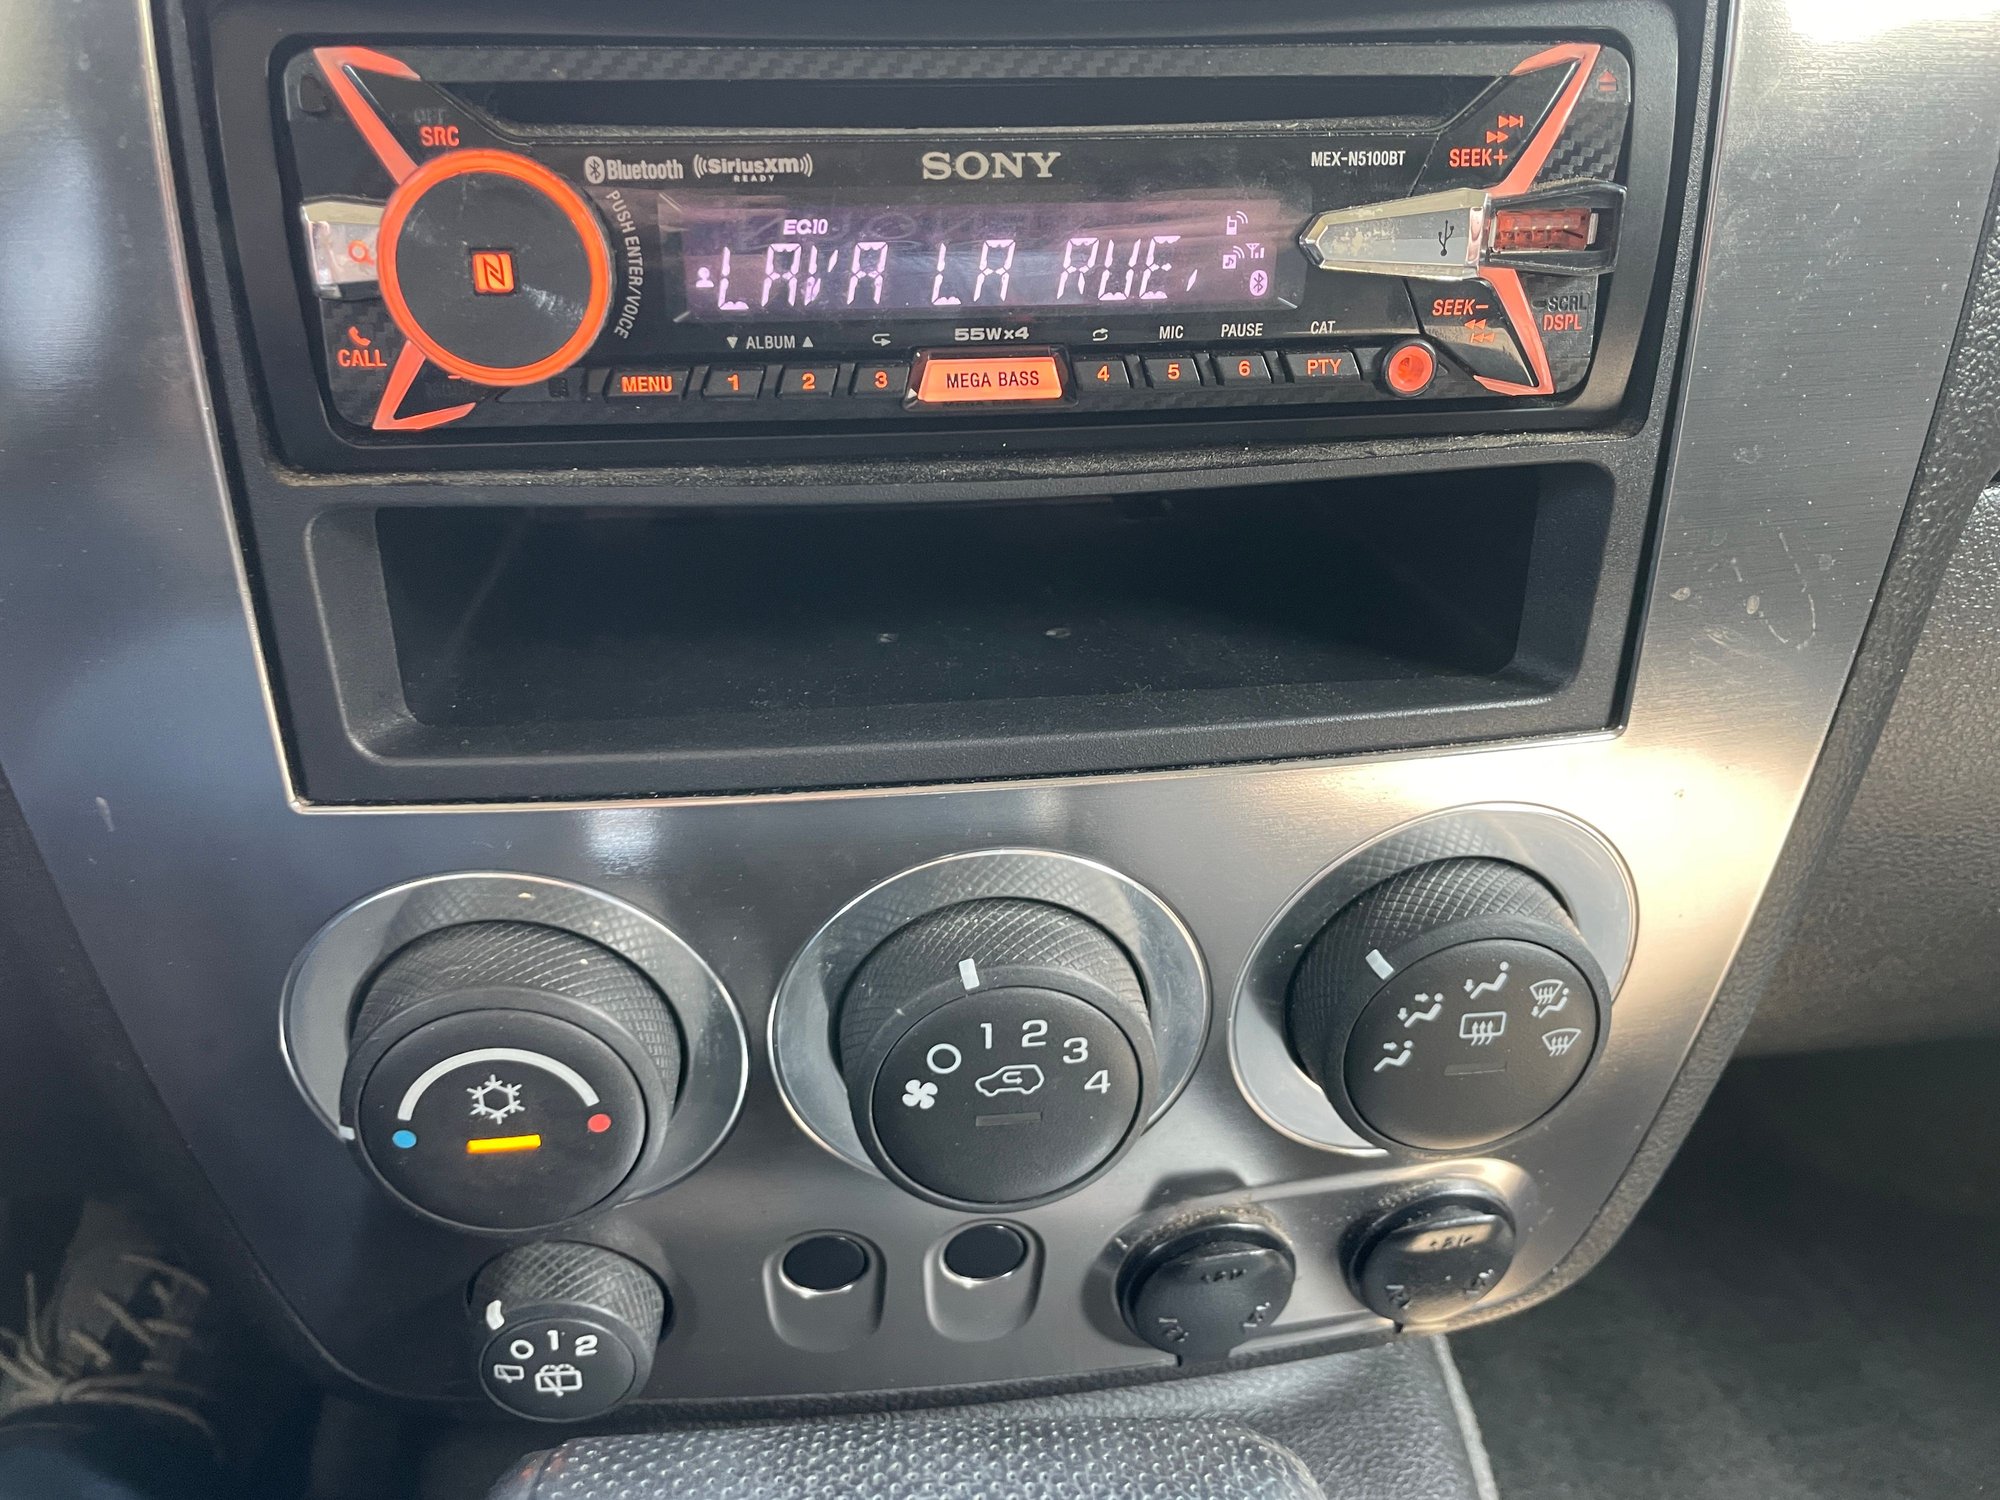 OFF
SRC
Bluetooth
SiriusXM
READY
SONY
MEX-N5100BT
SEEK+
PUSH ENTER/VOICE
EQ10
LAVA LA RUE,
CALL
SEEK−
SCRL
DSPL
▼ ALBUM ▲
55Wx4
MIC
PAUSE
CAT
MENU
1
2
3
MEGA BASS
4
5
6
PTY
0 1 2 3 4
0 1 2